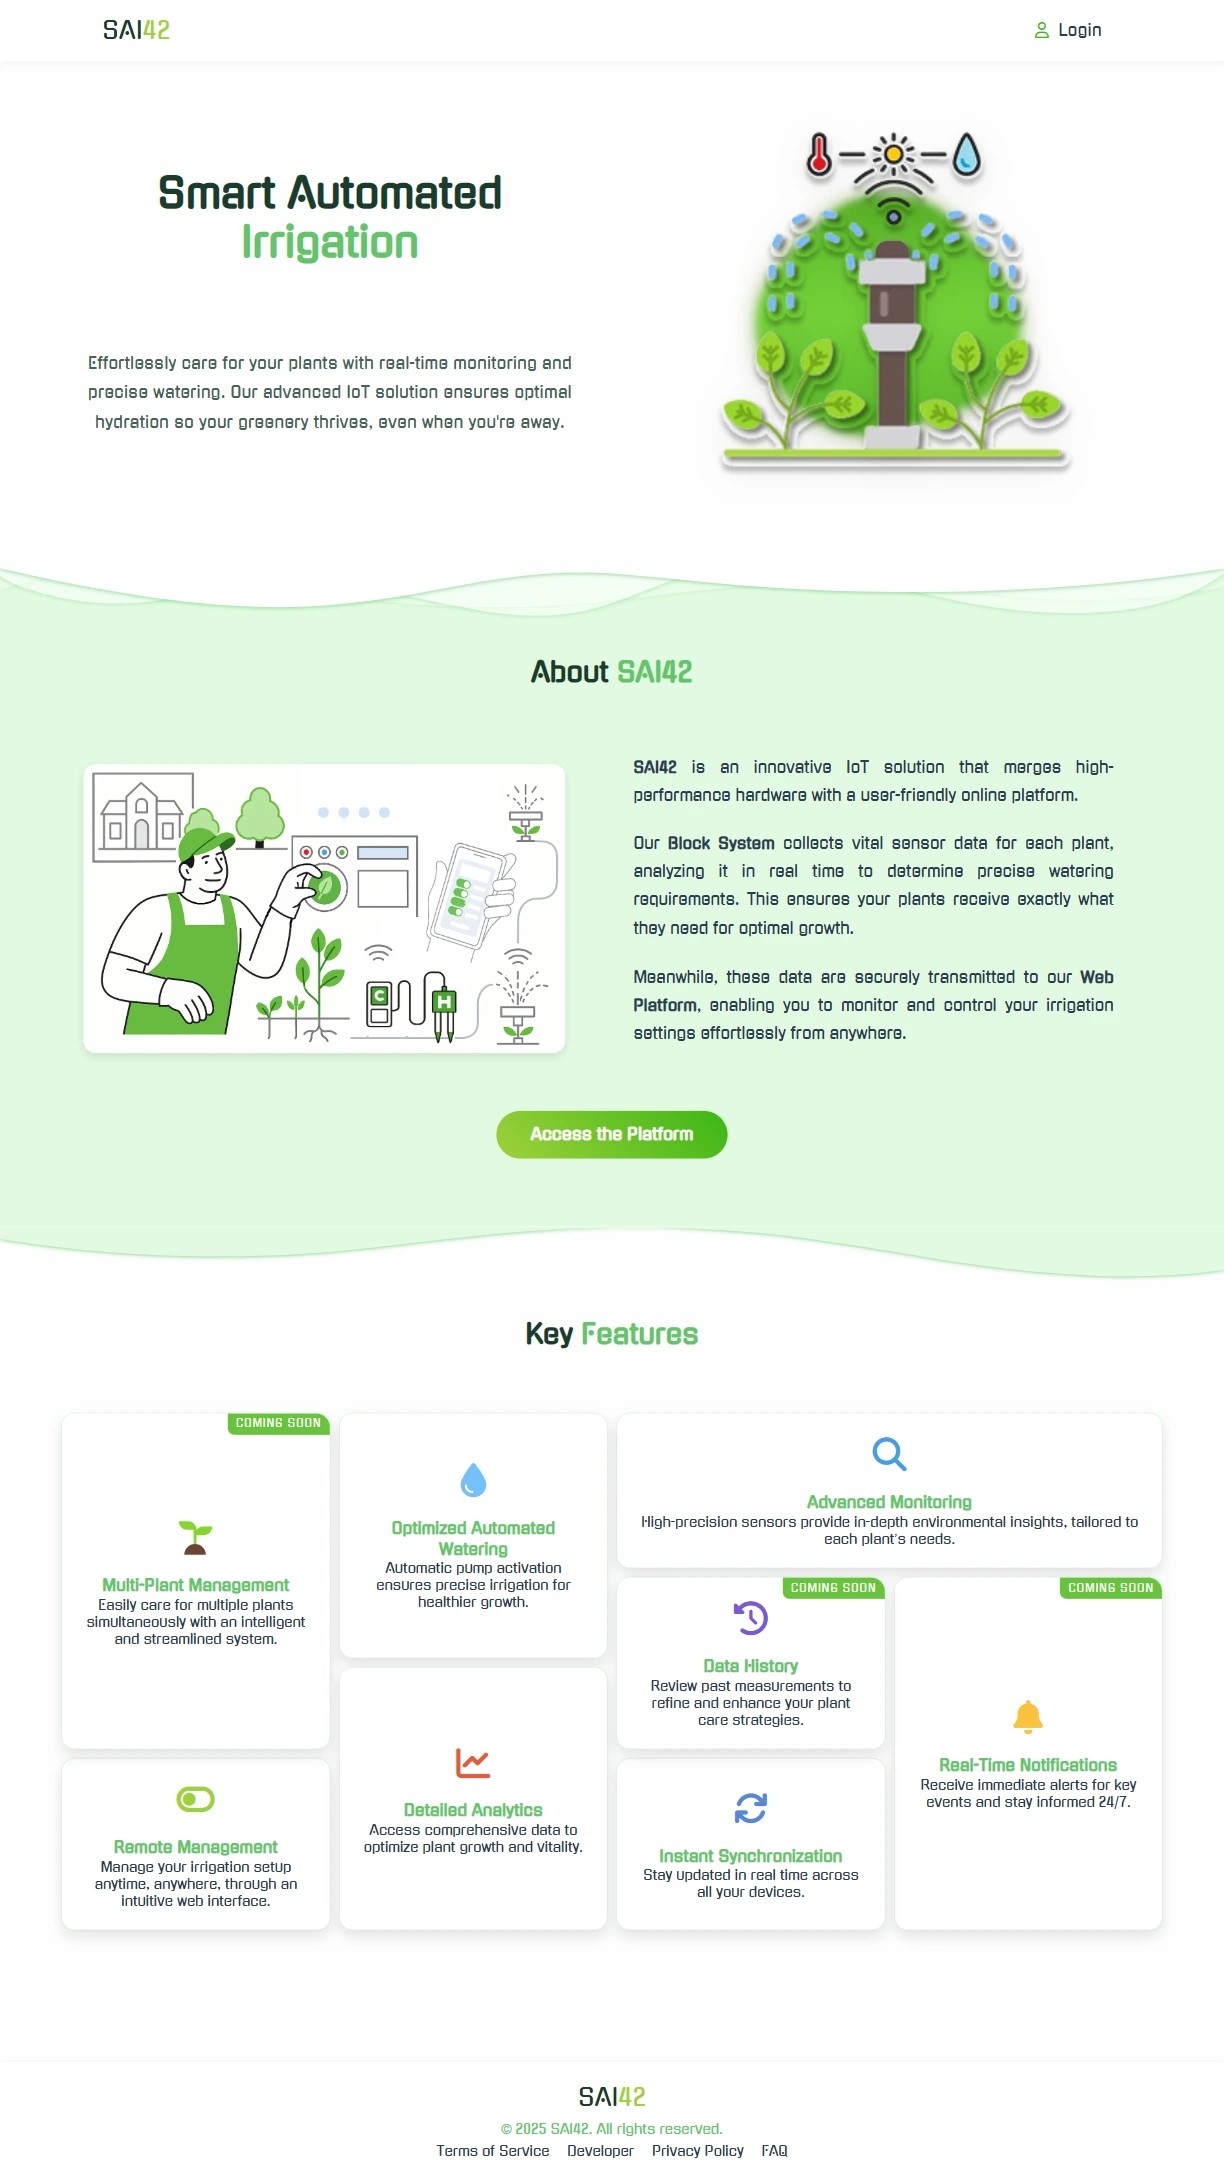 SAI42
Login
Smart Automated
Irrigation
Effortlessly care for your plants with real-time monitoring and
precise watering. Our advanced IoT solution ensures optimal
hydration so your greenery thrives, even when you're away.
About SAI42
SAI42 is an innovative IoT solution that merges high-
performance hardware with a user-friendly online platform.
Our Block System collects vital sensor data for each plant,
analyzing it in real time to determine precise watering
requirements. This ensures your plants receive exactly what
they need for optimal growth.
Meanwhile, these data are securely transmitted to our Web
Platform, enabling you to monitor and control your irrigation
settings effortlessly from anywhere.
C
H
Access the Platform
Key Features
COMING SOON
Multi-Plant Management
Easily care for multiple plants
simultaneously with an intelligent
and streamlined system.
Optimized Automated
Watering
Automatic pump activation
ensures precise irrigation for
healthier growth.
Advanced Monitoring
High-precision sensors provide in-depth environmental insights, tailored to
each plant's needs.
COMING SOON
Data History
Review past measurements to
refine and enhance your plant
care strategies.
COMING SOON
Real-Time Notifications
Receive immediate alerts for key
events and stay informed 24/7.
Remote Management
Manage your irrigation setup
anytime, anywhere, through an
intuitive web interface.
Detailed Analytics
Access comprehensive data to
optimize plant growth and vitality.
Instant Synchronization
Stay updated in real time across
all your devices.
SAI42
© 2025 SAI42. All rights reserved.
Terms of Service Developer Privacy Policy FAQ